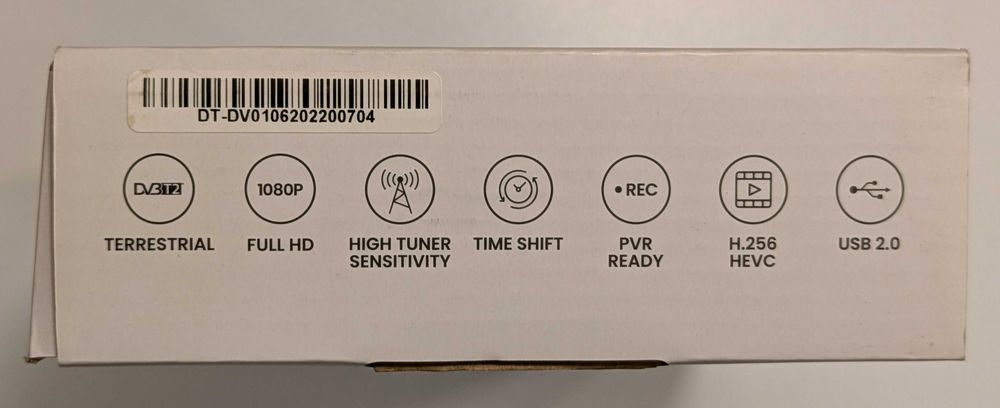 DT-DV0106202200704
DVB T2
1080P
• REC
TERRESTRIAL
FULL HD
HIGH TUNER
SENSITIVITY
TIME SHIFT
PVR
READY
H.256
HEVC
USB 2.0